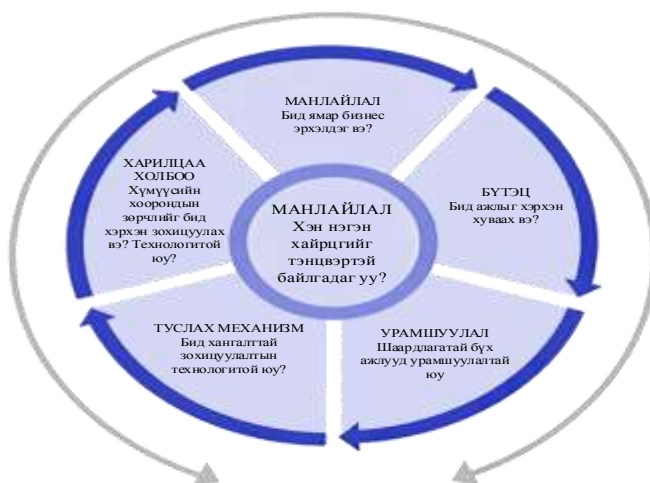 МАНЛАЙЛАЛ
Бид ямар бизнес
эрхэлдэг вэ?
БҮТЭЦ
Бид ажлыг хэрхэн
хуваах вэ?
УРАМШУУЛАЛ
Шаардлагатай бүх
ажлууд урамшуулалтай
юу
ТУСЛАХ МЕХАНИЗМ
Бид хангалттай
зохицуулалтын
технологитой юу?
ХАРИЛЦАА
ХОЛБОО
Хүмүүсийн
хоорондын
зөрчлийг бид
хэрхэн зохицуулах
вэ? Технологитой
юу?
МАНЛАЙЛАЛ
Хэн нэгэн
хайрцгийг
тэнцвэртэй
байлгадаг уу?